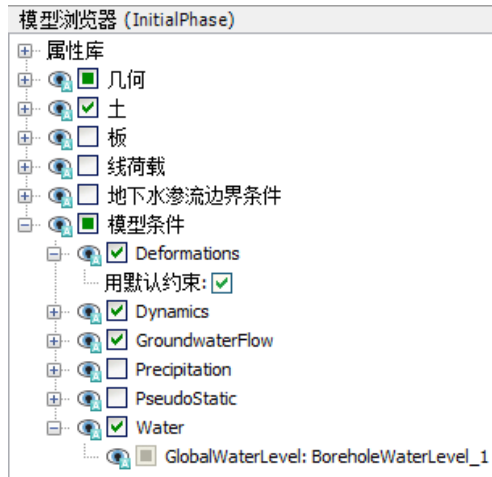 模型浏览器 (InitialPhase)
属性库
几何
土
板
线荷载
地下水渗流边界条件
模型条件
Deformations
用默认约束:
Dynamics
GroundwaterFlow
Precipitation
PseudoStatic
Water
GlobalWaterLevel: BoreholeWaterLevel_1